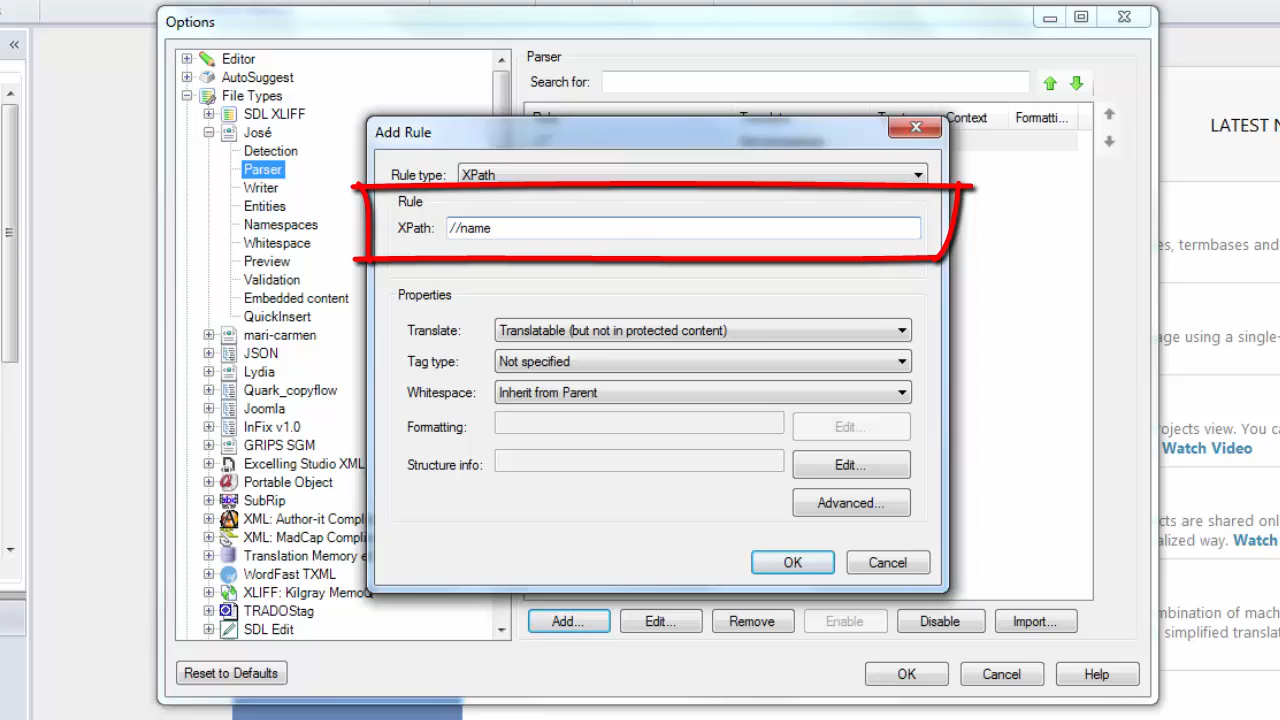 Options
Editor
AutoSuggest
File Types
SDL XLIFF
José
Detection
Parser
Writer
Entities
Namespaces
Whitespace
Preview
Validation
Embedded content
QuickInsert
mari-carmen
JSON
Lydia
Quark_copyflow
Joomla
InFix v1.0
GRIPS SGM
Excelling Studio XML
Portable Object
SubRip
XML: Author-it Compli
XML: MadCap Compli
Translation Memory e
WordFast TXML
XLIFF: Kilgray MemoQ
TRADOStag
SDL Edit
Reset to Defaults
Parser
Search for:
Context
Formatti...
Add Rule
Rule type:
XPath
Rule
XPath:
//name
Properties
Translate:
Translatable (but not in protected content)
Tag type:
Not specified
Whitespace:
Inherit from Parent
Formatting:
Edit...
Structure info:
Edit...
Advanced...
OK
Cancel
Add...
Edit...
Remove
Enable
Disable
Import...
OK
Cancel
Help
LATEST N
es, termbases and
age using a single-
ojects view. You c
Watch Video
cts are shared onl
alized way. Watch
mbination of mach
simplified translat